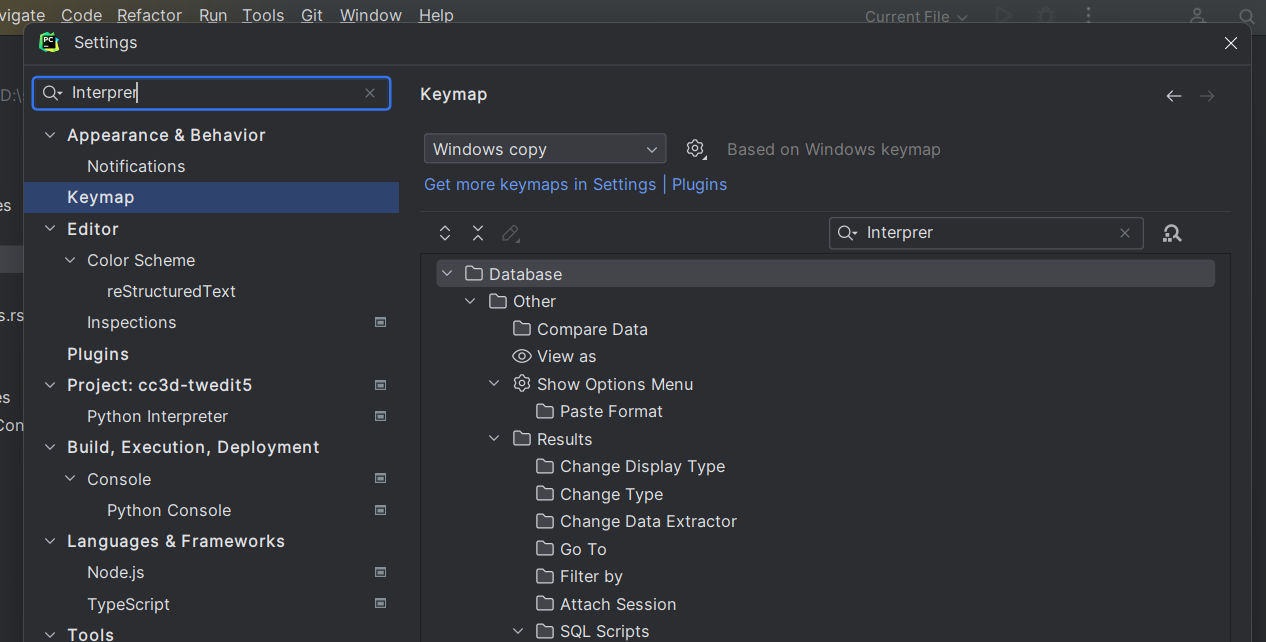 vigate Code Refactor Run Tools Git Window Help Current File
PC Settings
D:\
Interprer
Keymap
Appearance & Behavior
Notifications
Windows copy Based on Windows keymap
Get more keymaps in Settings | Plugins
es
Keymap
Editor
Interprer
Color Scheme
reStructuredText
Inspections
s.rs
Plugins
Project: cc3d-twedit5
Python Interpreter
es
Con
Build, Execution, Deployment
Console
Python Console
Languages & Frameworks
Node.js
TypeScript
Tools
Database
Other
Compare Data
View as
Show Options Menu
Paste Format
Results
Change Display Type
Change Type
Change Data Extractor
Go To
Filter by
Attach Session
SQL Scripts